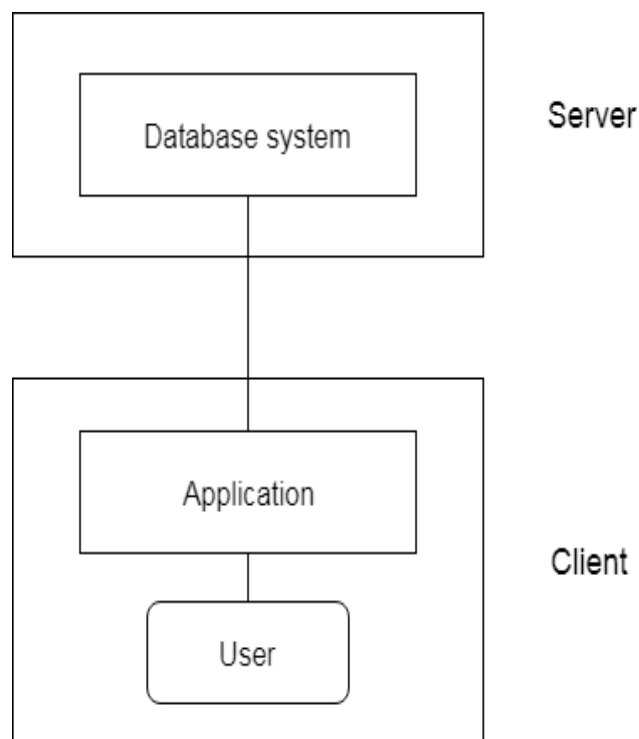 Database system
Server
Application
Client
User